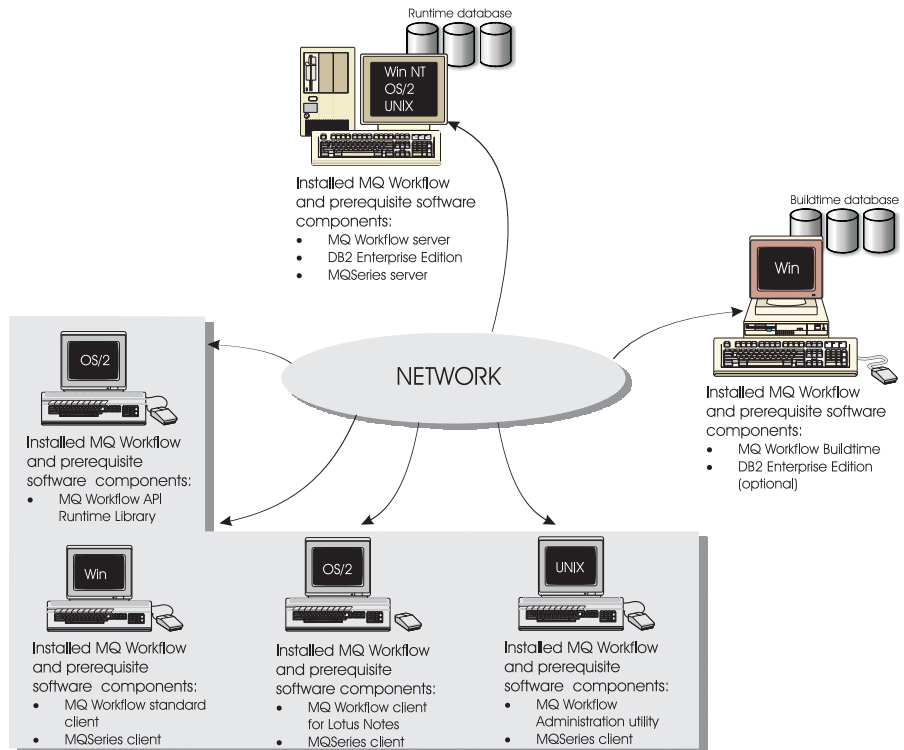 Runtime database
Win NT
OS/2
UNIX
Installed MQ Workflow
and prerequisite software
components:
• MQ Workflow server
• DB2 Enterprise Edition
• MQSeries server
Buildtime database
Win
Installed MQ Workflow
and prerequisite software
components:
• MQ Workflow Buildtime
• DB2 Enterprise Edition
(optional)
NETWORK
OS/2
Installed MQ Workflow
and prerequisite
software components:
• MQ Workflow API
Runtime Library
Win
Installed MQ Workflow
and prerequisite
software components:
• MQ Workflow standard
client
• MQSeries client
OS/2
Installed MQ Workflow
and prerequisite
software components:
• MQ Workflow client
for Lotus Notes
• MQSeries client
UNIX
Installed MQ Workflow
and prerequisite
software components:
• MQ Workflow
Administration utility
• MQSeries client